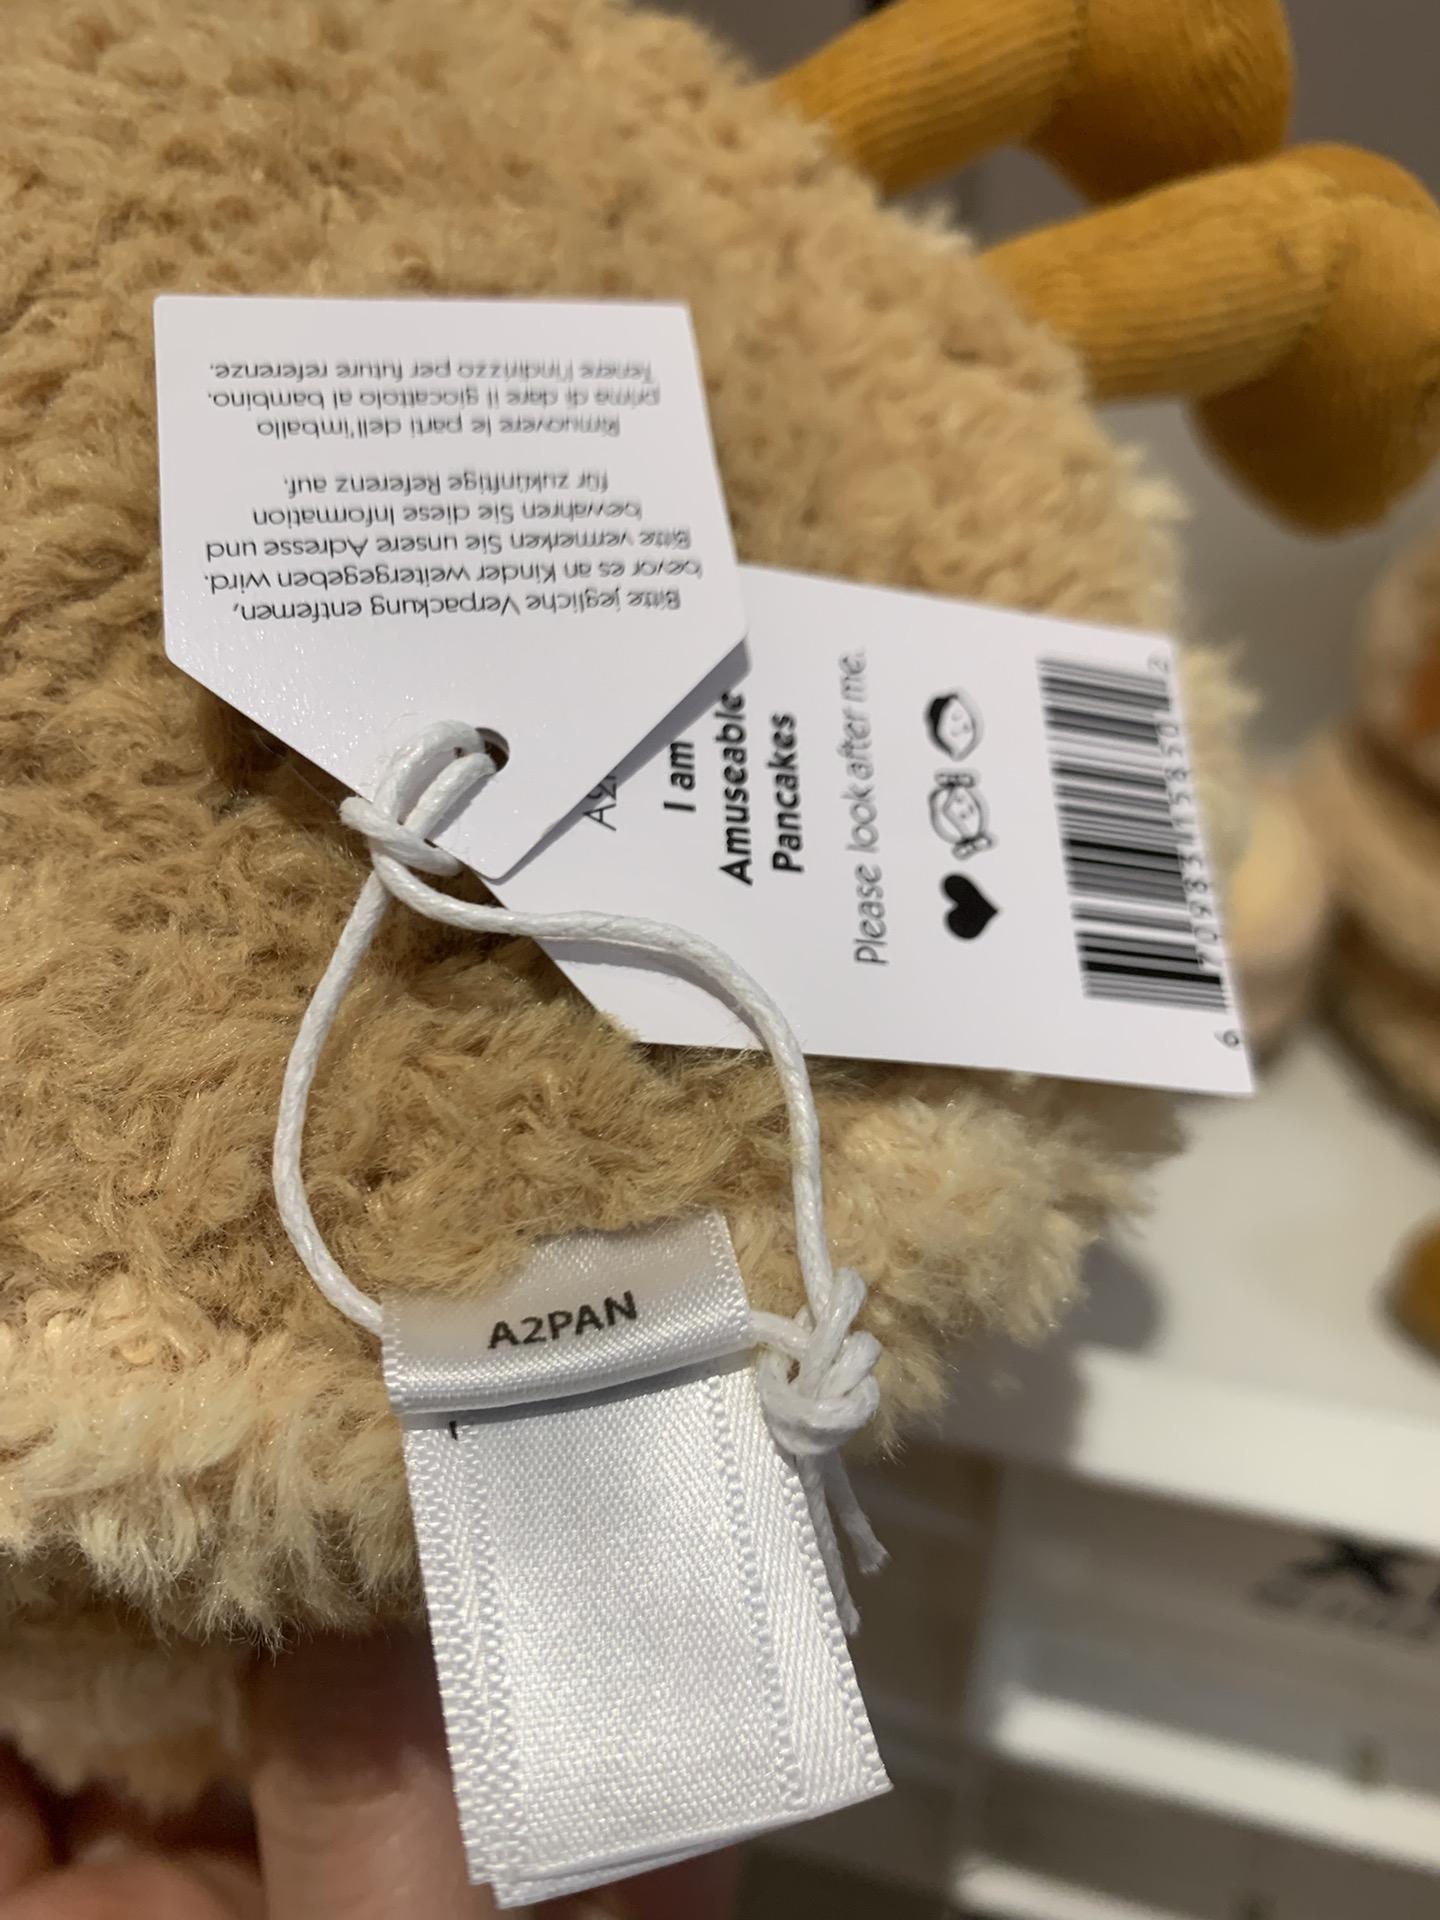 Bitte jegliche Verpackung entfernen,
bevor es an Kinder weitergegeben wird.
Bitte vermerken Sie unsere Adresse und
bewahren Sie diese Information
für zukünftige Referenz auf.
Rimuovere le parti dell'imballo
prima di dare il giocattolo al bambino.
Tenere l'indirizzo per future referenze.
I am
Amuseable
Pancakes
Please look after me.
A2PAN